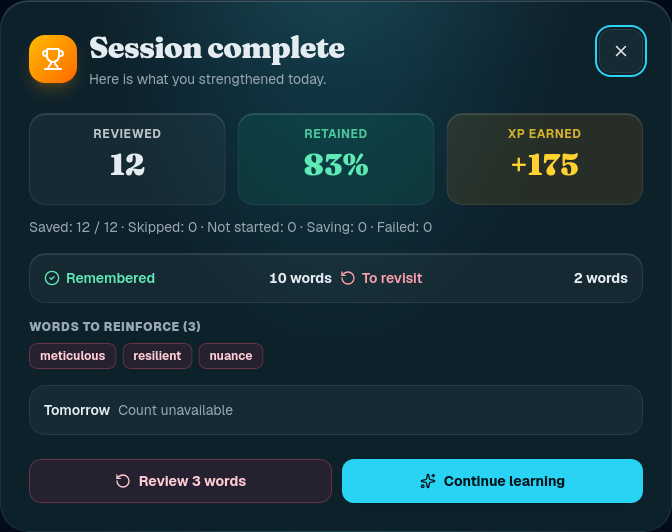 Session complete
Here is what you strengthened today.
REVIEWED
12
RETAINED
83%
XP EARNED
+175
Saved: 12 / 12 · Skipped: 0 · Not started: 0 · Saving: 0 · Failed: 0
Remembered 10 words To revisit 2 words
WORDS TO REINFORCE (3)
meticulous resilient nuance
Tomorrow Count unavailable
Review 3 words Continue learning